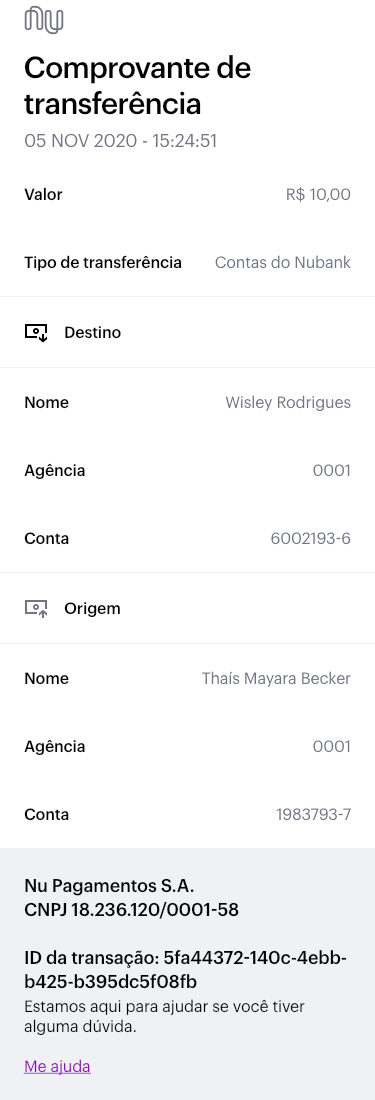 nu
Comprovante de
transferência
05 NOV 2020 - 15:24:51
Valor R$ 10,00
Tipo de transferência Contas do Nubank
Destino
Nome Wisley Rodrigues
Agência 0001
Conta 6002193-6
Origem
Nome Thaís Mayara Becker
Agência 0001
Conta 1983793-7
Nu Pagamentos S.A.
CNPJ 18.236.120/0001-58
ID da transação: 5fa44372-140c-4ebb-
b425-b395dc5f08fb
Estamos aqui para ajudar se você tiver
alguma dúvida.
Me ajuda